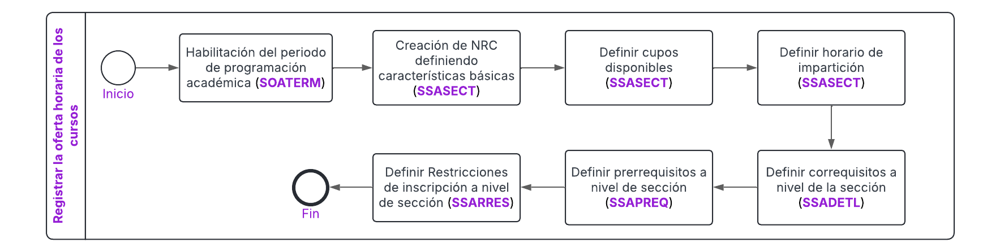 Registrar la oferta horaria de los
cursos
Inicio
Habilitación del periodo
de programación
académica (SOATERM)
Creación de NRC
definiendo
características básicas
(SSASECT)
Definir cupos
disponibles
(SSASECT)
Definir horario de
impartición
(SSASECT)
Definir correquisitos a
nivel de la sección
(SSADETL)
Definir prerrequisitos a
nivel de sección
(SSAPREQ)
Definir Restricciones
de inscripción a nivel
de sección (SSARRES)
Fin